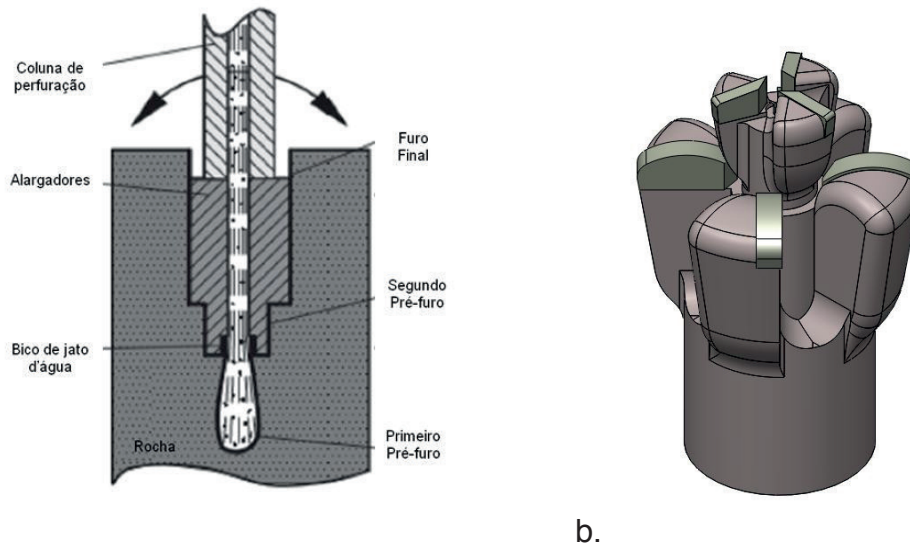 Coluna de
perfuração
Alargadores
Bico de jato
d'água
Rocha
Furo
Final
Segundo
Pré-furo
Primeiro
Pré-furo
b.